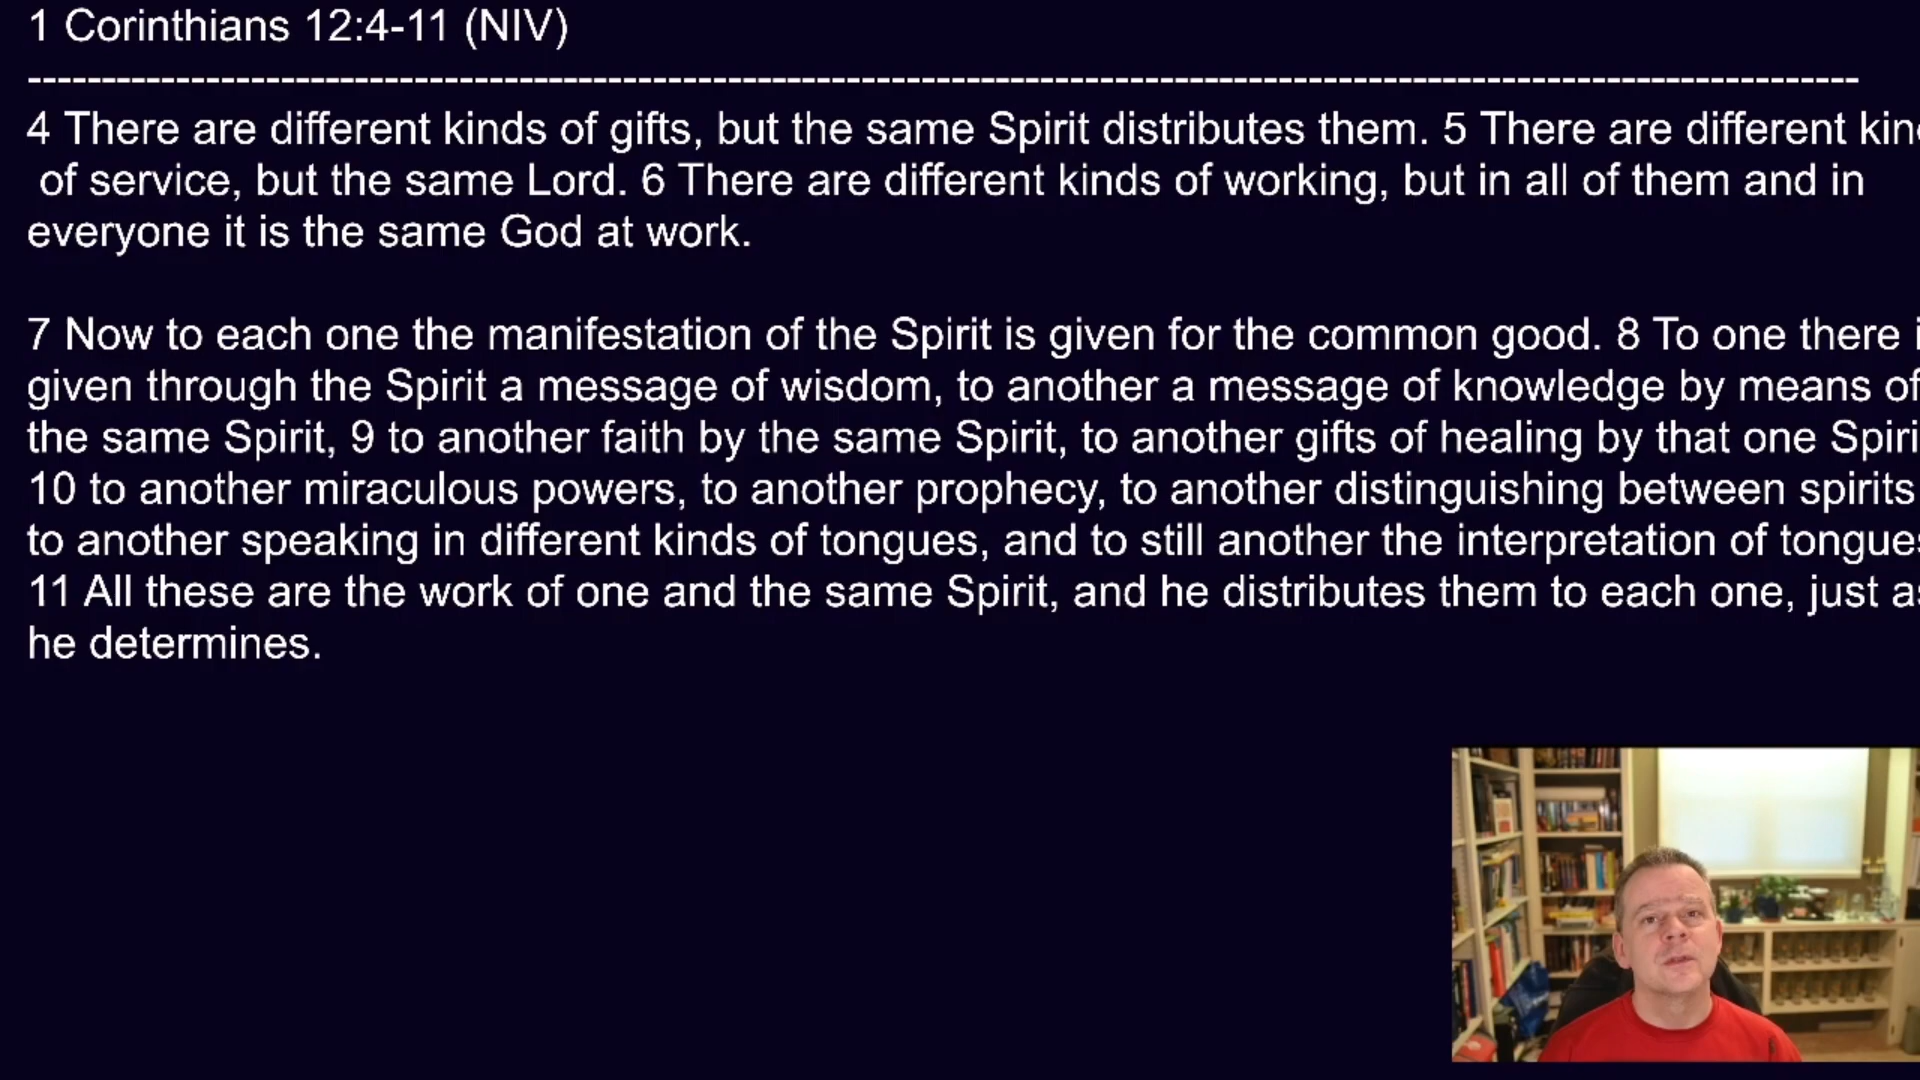 1 Corinthians 12:4-11 (NIV)
---------------------------------------------------------------------------------------------------------------------------
4 There are different kinds of gifts, but the same Spirit distributes them. 5 There are different
of service, but the same Lord. 6 There are different kinds of working, but in all of them and in
everyone it is the same God at work.
7 Now to each one the manifestation of the Spirit is given for the common good. 8 To one there
given through the Spirit a message of wisdom, to another a message of knowledge by means of
the same Spirit, 9 to another faith by the same Spirit, to another gifts of healing by that one
10 to another miraculous powers, to another prophecy, to another distinguishing between spirits
to another speaking in different kinds of tongues, and to still another the interpretation of
11 All these are the work of one and the same Spirit, and he distributes them to each one, just
he determines.